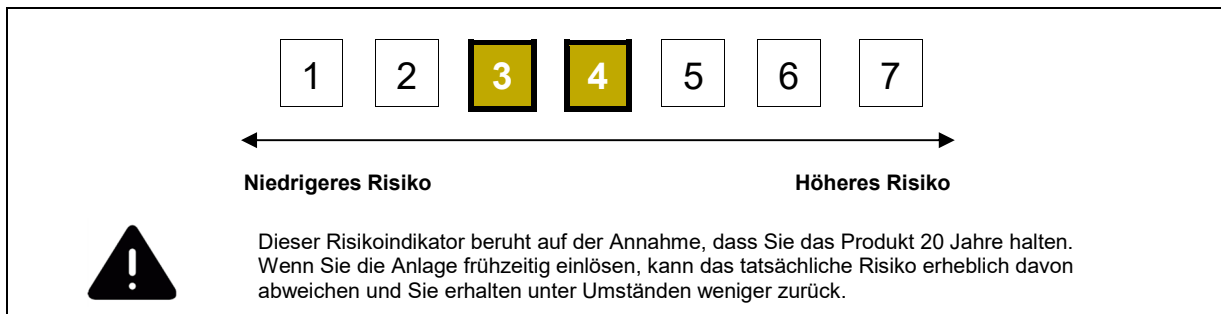 1 2 3 4 5 6 7
Niedrigeres Risiko Höheres Risiko
Dieser Risikoindikator beruht auf der Annahme, dass Sie das Produkt 20 Jahre halten.
Wenn Sie die Anlage frühzeitig einlösen, kann das tatsächliche Risiko erheblich davon
abweichen und Sie erhalten unter Umständen weniger zurück.